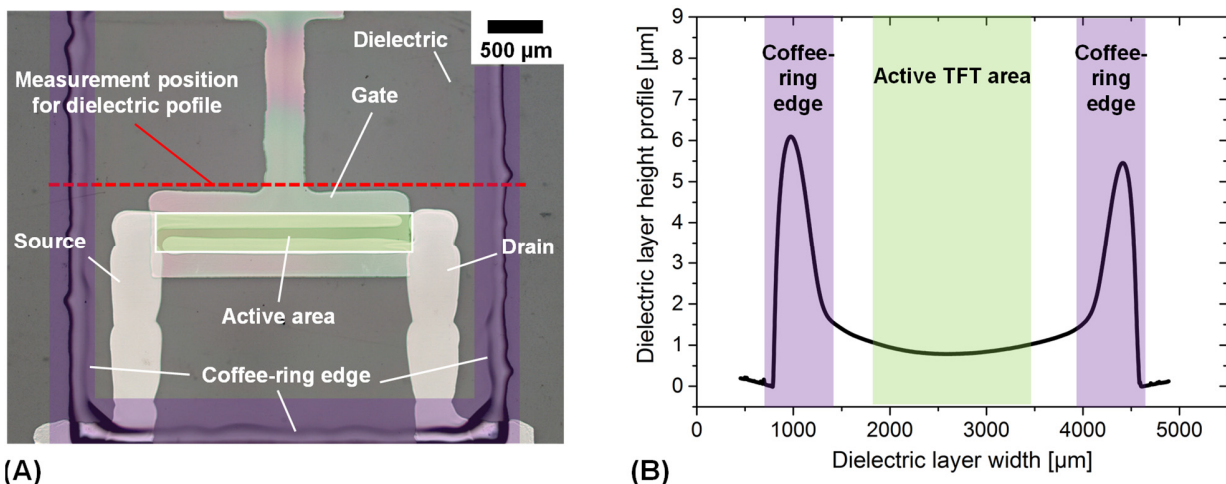 500 µm
Dielectric
Measurement position
for dielectric pofile
Gate
Source
Drain
Active area
Coffee-ring edge
(A)
Dielectric layer height profile [µm]
9
8
7
6
5
4
3
2
1
0
Coffee-
ring
edge
Active TFT area
Coffee-
ring
edge
0 1000 2000 3000 4000 5000
Dielectric layer width [µm]
(B)